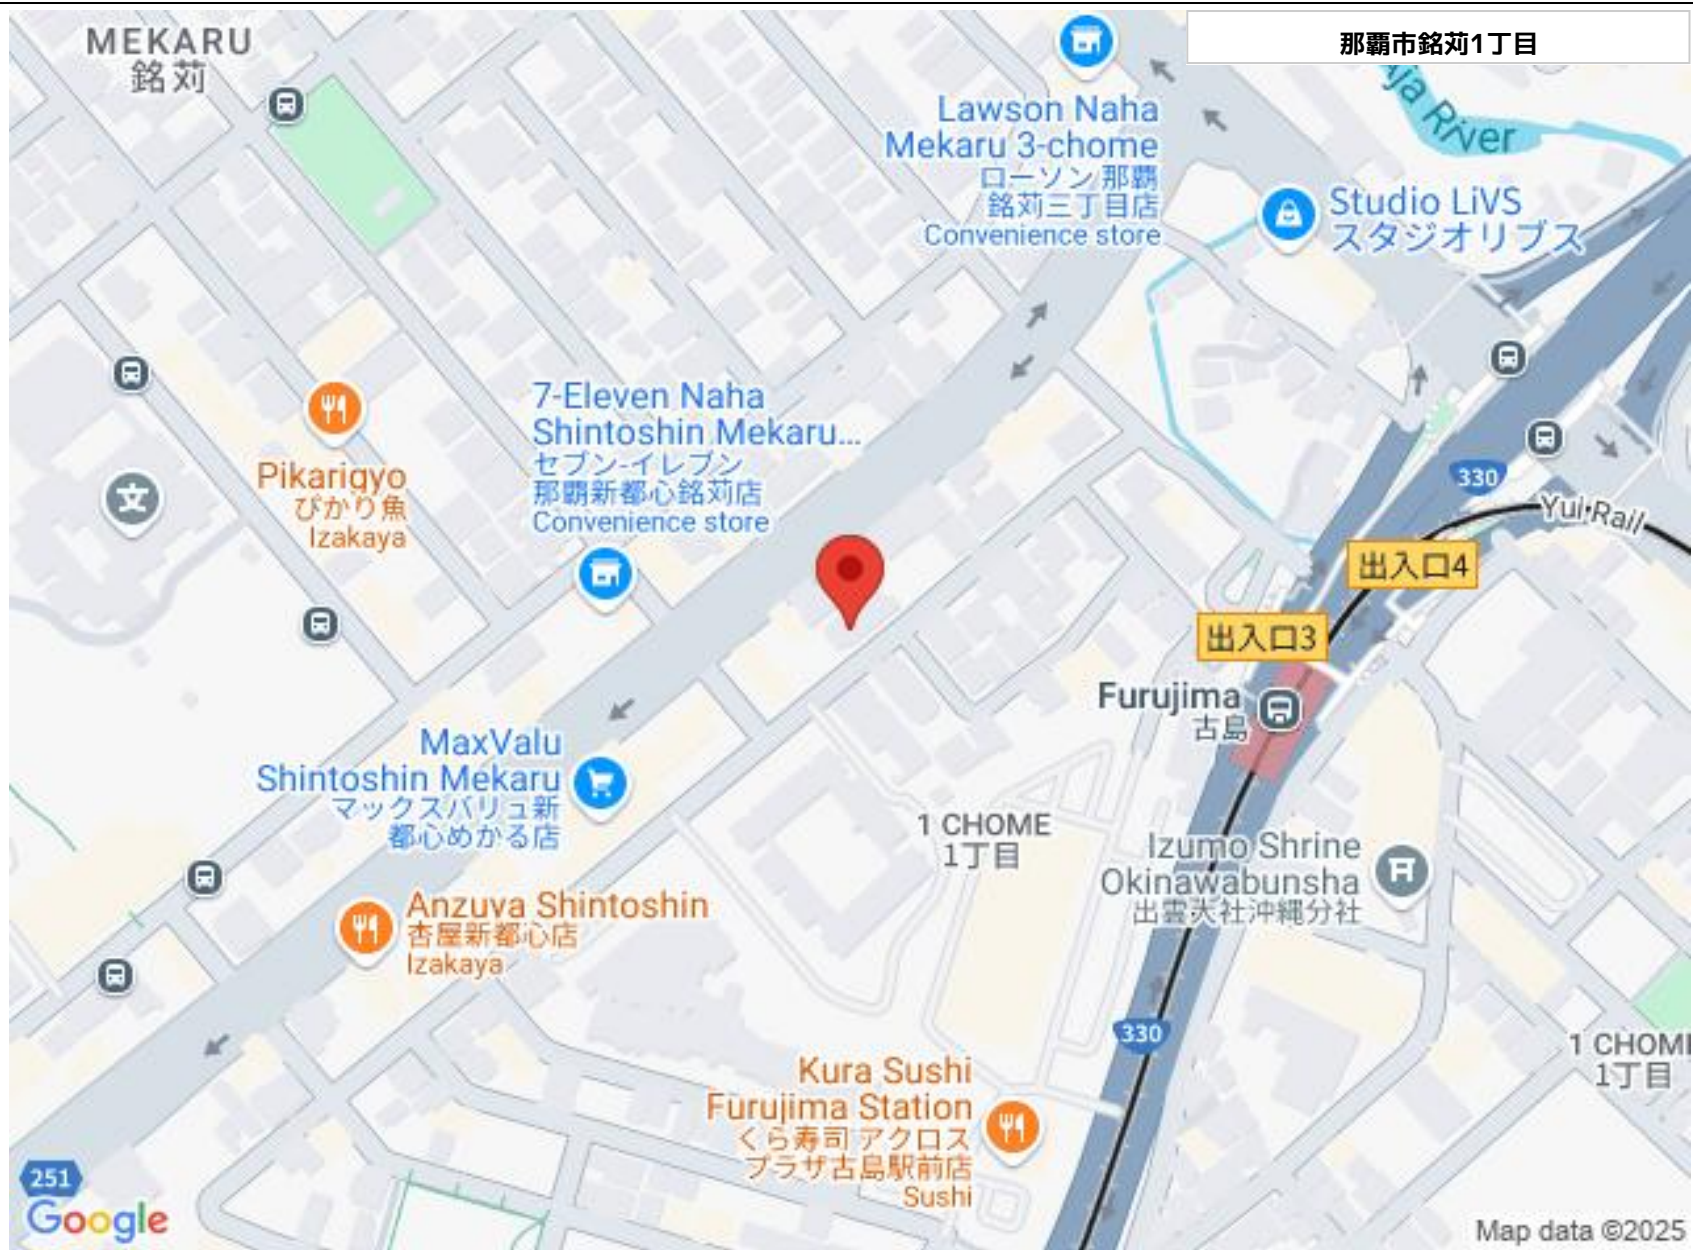 MEKARU
銘苅
那覇市銘苅1丁目
Aja River
Lawson Naha
Mekaru 3-chome
ローソン 那覇
銘苅三丁目店
Convenience store
Studio LiVS
スタジオリブス
7-Eleven Naha
Shintoshin Mekaru...
セブン-イレブン
那覇新都心銘苅店
Convenience store
Pikarigyo
ぴかり魚
Izakaya
文
330
Yui Rail
出入口4
出入口3
Furujima
古島
MaxValu
Shintoshin Mekaru
マックスバリュ新
都心めかる店
1 CHOME
1丁目
Izumo Shrine
Okinawabunsha
出雲大社沖縄分社
Anzuya Shintoshin
杏屋新都心店
Izakaya
330
1 CHOM
1丁目
Kura Sushi
Furujima Station
くら寿司 アクロス
プラザ古島駅前店
Sushi
251
Google
Map data ©2025